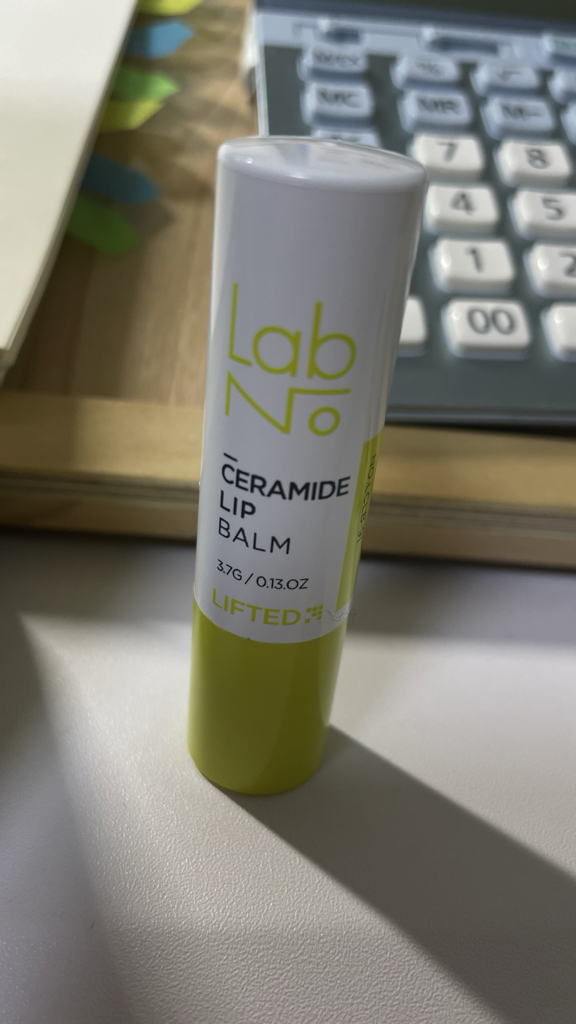 MC
MR
M-
7
8
4
5
1
2
00
Lab
No
CERAMIDE
LIP
BALM
3.7G / 0.13.OZ
LIFTED